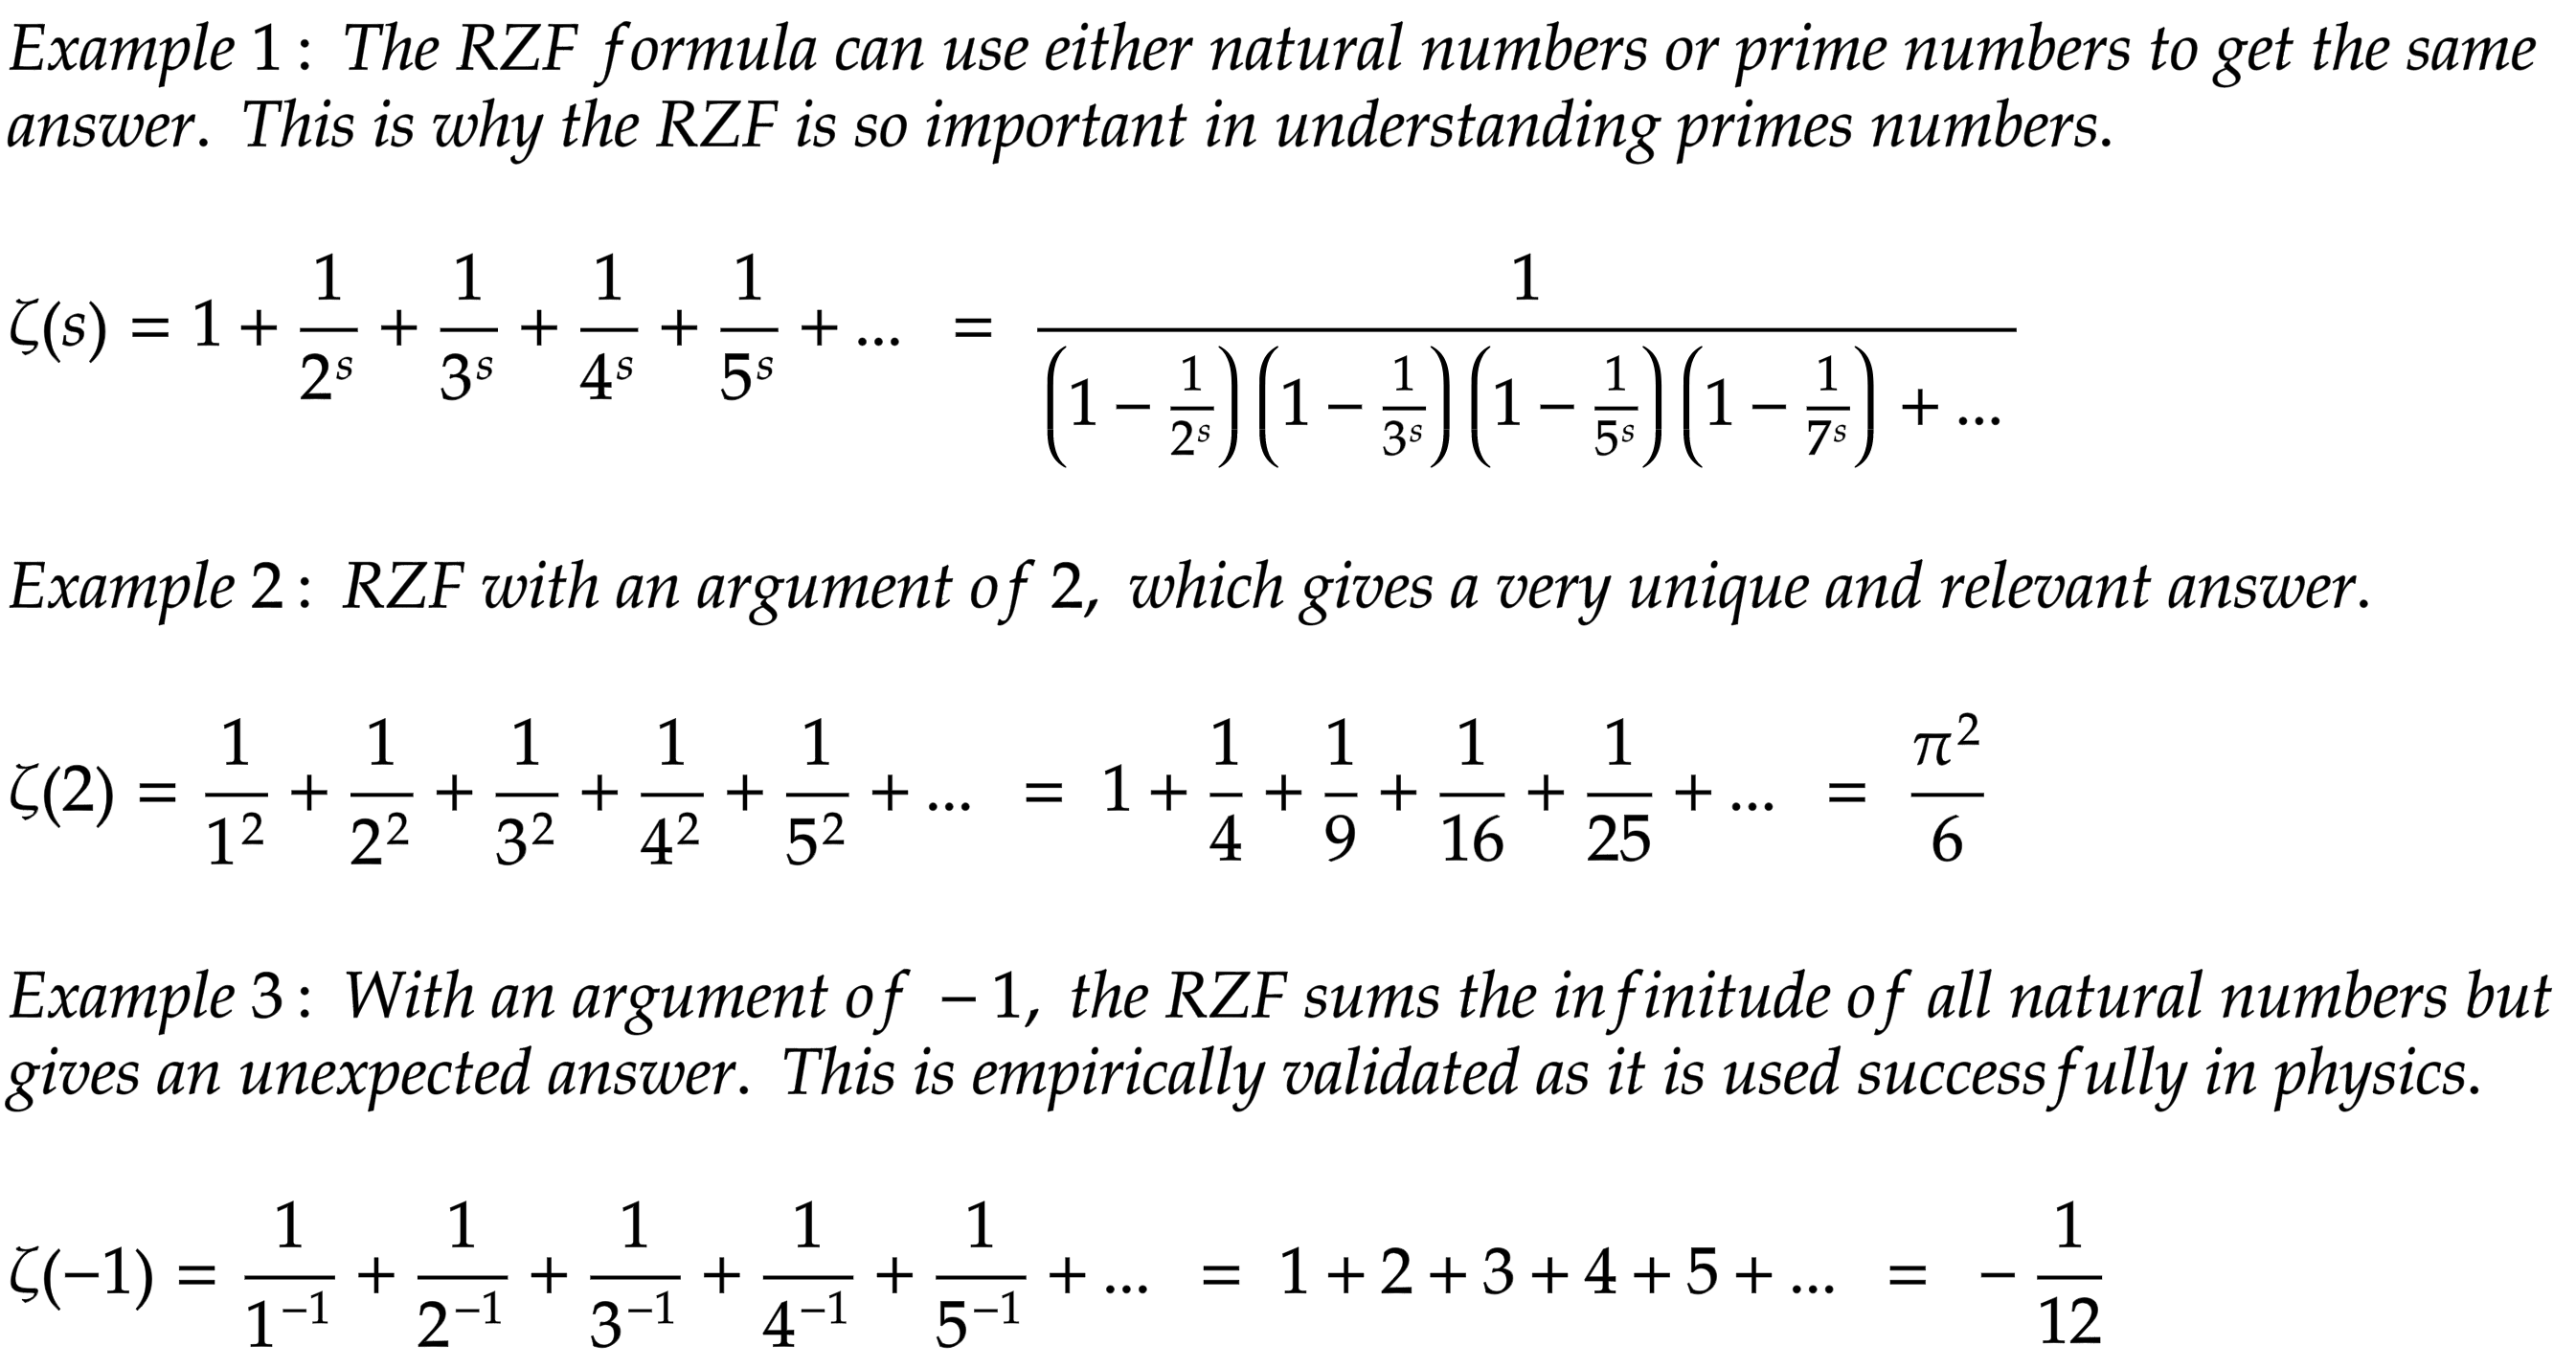 Example 1 : The RZF formula can use either natural numbers or prime numbers to get the same
answer. This is why the RZF is so important in understanding primes numbers.
ζ(s) = 1 + 1/2^s + 1/3^s + 1/4^s + 1/5^s + ... = 1/((1 − 1/2^s)(1 − 1/3^s)(1 − 1/5^s)(1 − 1/7^s) + ...)
Example 2 : RZF with an argument of 2, which gives a very unique and relevant answer.
ζ(2) = 1/1^2 + 1/2^2 + 1/3^2 + 1/4^2 + 1/5^2 + ... = 1 + 1/4 + 1/9 + 1/16 + 1/25 + ... = π^2/6
Example 3 : With an argument of − 1, the RZF sums the infinitude of all natural numbers but
gives an unexpected answer. This is empirically validated as it is used successfully in physics.
ζ(−1) = 1/1^−1 + 1/2^−1 + 1/3^−1 + 1/4^−1 + 1/5^−1 + ... = 1 + 2 + 3 + 4 + 5 + ... = − 1/12